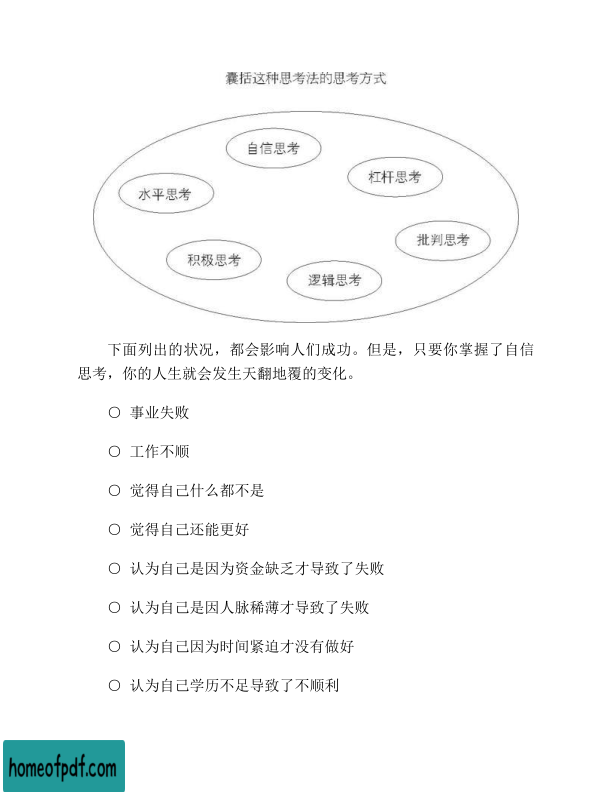 囊括这种思考法的思考方式
自信思考
杠杆思考
水平思考
批判思考
积极思考
逻辑思考
下面列出的状况，都会影响人们成功。但是，只要你掌握了自信
思考，你的人生就会发生天翻地覆的变化。
○ 事业失败
○ 工作不顺
○ 觉得自己什么都不是
○ 觉得自己还能更好
○ 认为自己是因为资金缺乏才导致了失败
○ 认为自己是因人脉稀薄才导致了失败
○ 认为自己因为时间紧迫才没有做好
○ 认为自己学历不足导致了不顺利
homeofpdf.com